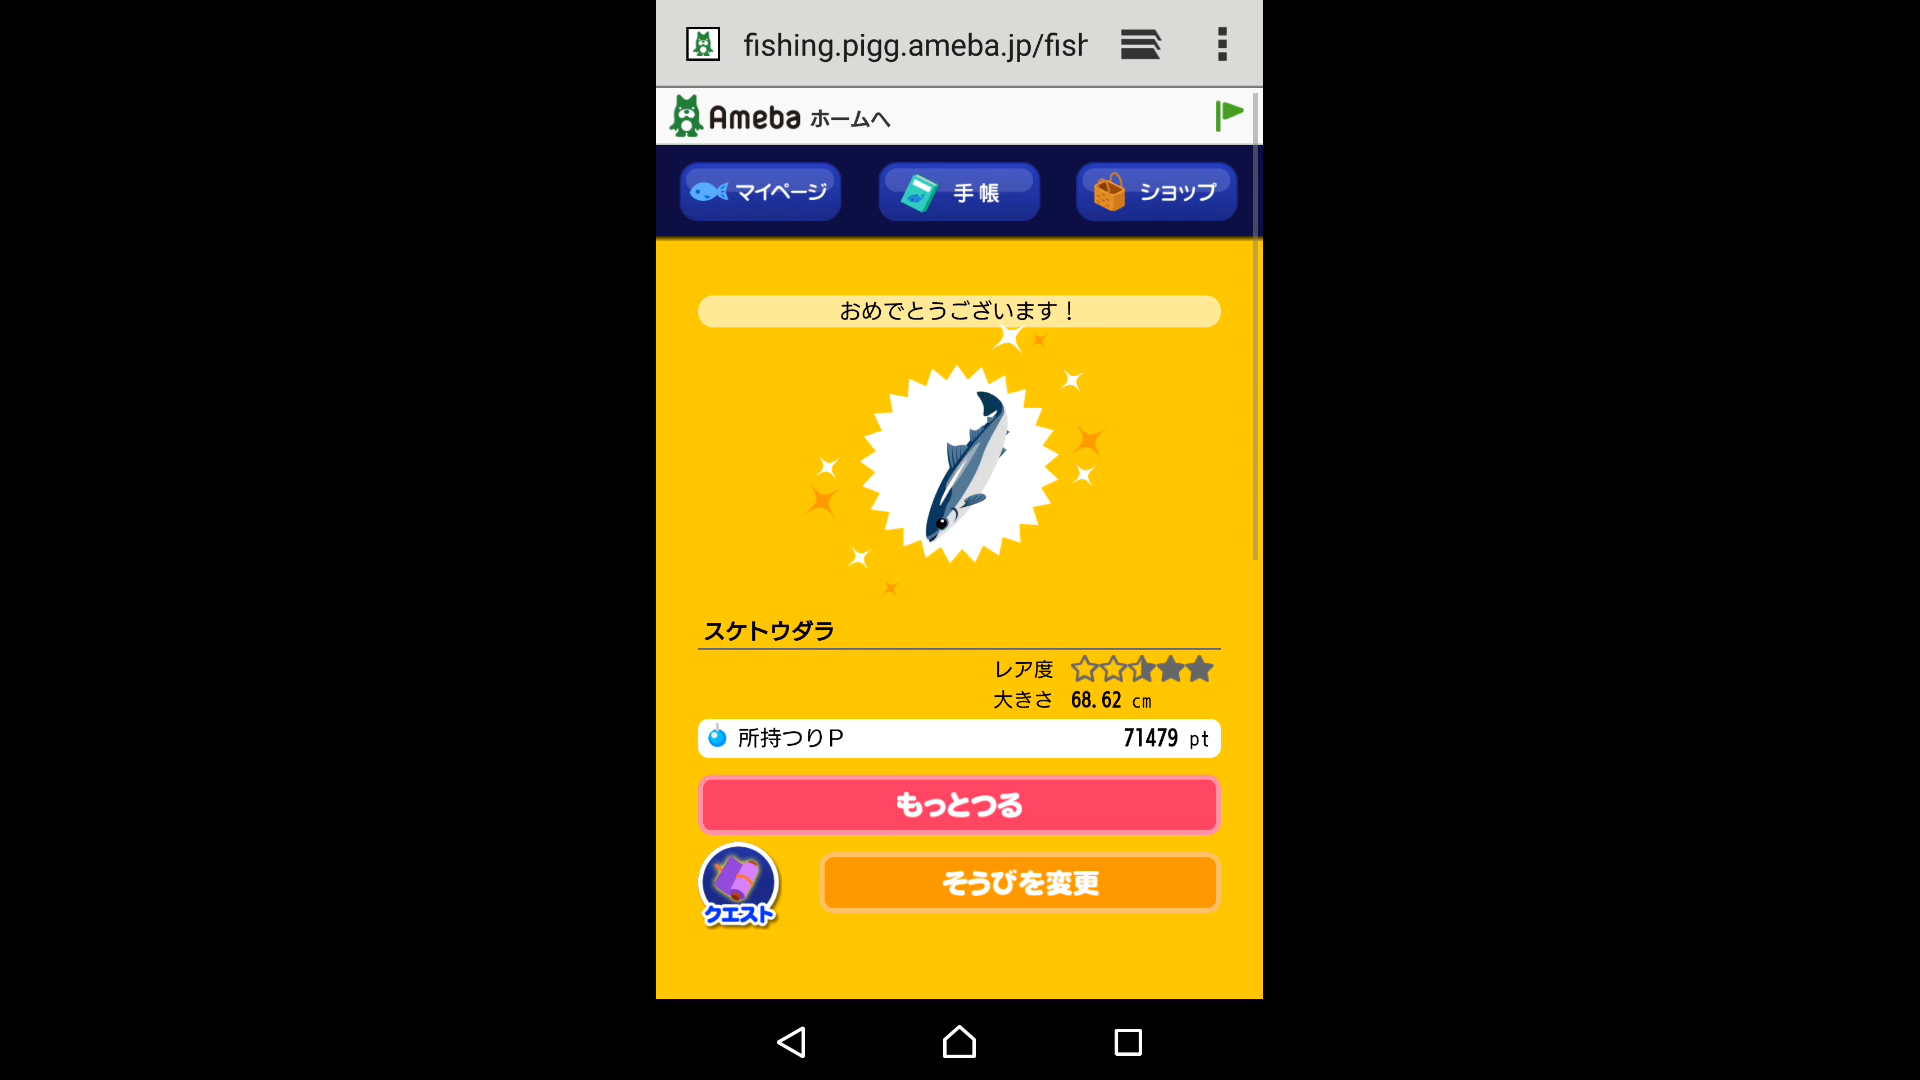 fishing.pigg.ameba.jp/fish
Ameba ホームへ
マイページ
手帳
ショップ
おめでとうございます！
スケトウダラ
レア度
大きさ 68.62 cm
所持つりP 71479 pt
もっとつる
クエスト
そうびを変更